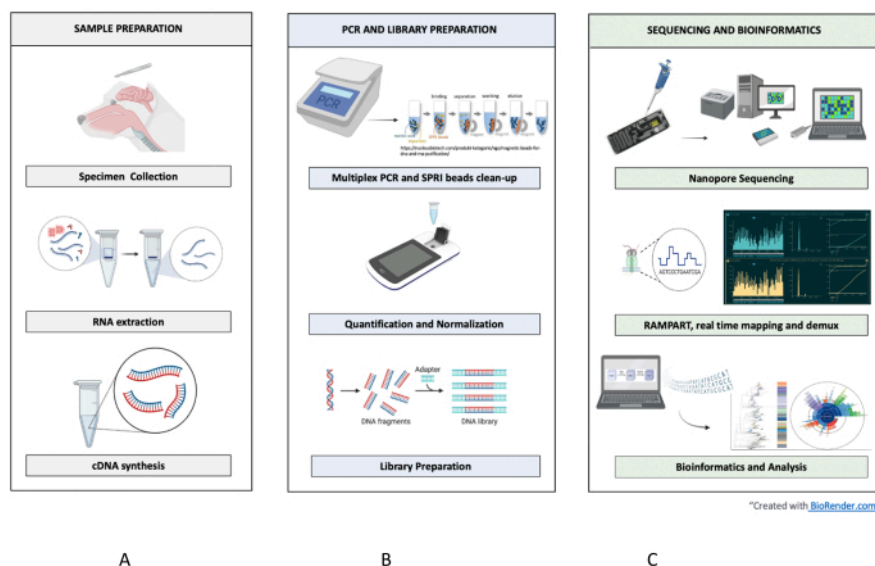 SAMPLE PREPARATION
Specimen Collection
RNA extraction
cDNA synthesis
A
PCR AND LIBRARY PREPARATION
PCR
binding separation washing elution
Multiplex PCR and SPRI beads clean-up
Quantification and Normalization
Adapter
DNA fragments
DNA library
Library Preparation
B
SEQUENCING AND BIOINFORMATICS
Nanopore Sequencing
RAMPART, real time mapping and demux
Bioinformatics and Analysis
"Created with BioRender.com
C